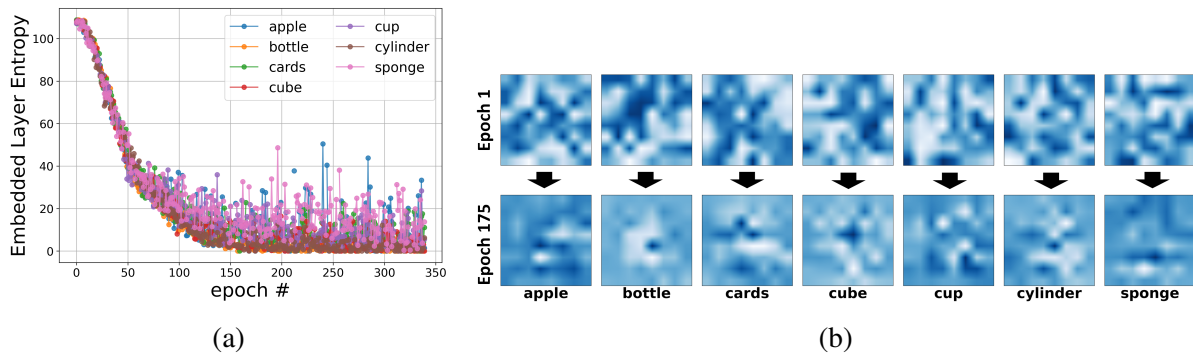 Embedded Layer Entropy
100
80
60
40
20
0
0 50 100 150 200 250 300 350
epoch #
apple
bottle
cards
cube
cup
cylinder
sponge
(a)
Epoch 1
Epoch 175
apple bottle cards cube cup cylinder sponge
(b)